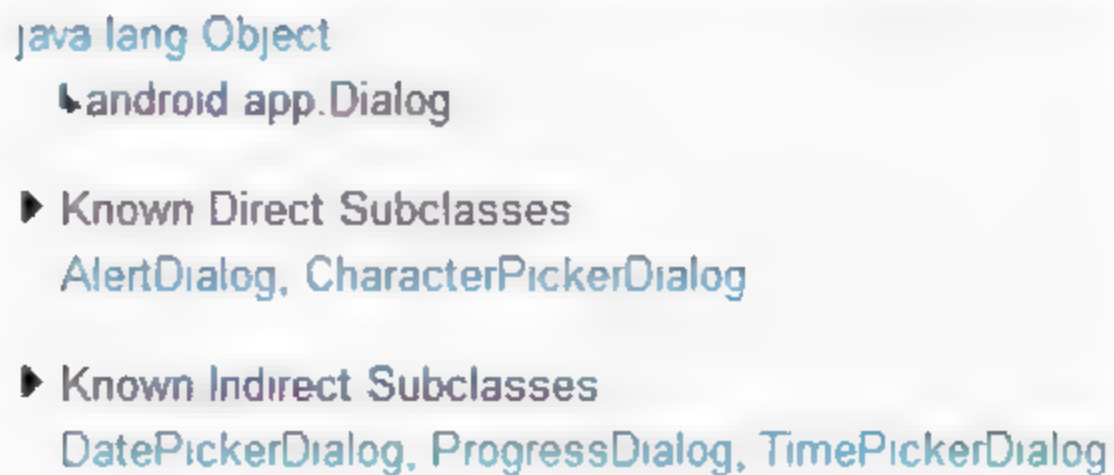 java.lang.Object
↳android.app.Dialog
Known Direct Subclasses
AlertDialog, CharacterPickerDialog
Known Indirect Subclasses
DatePickerDialog, ProgressDialog, TimePickerDialog